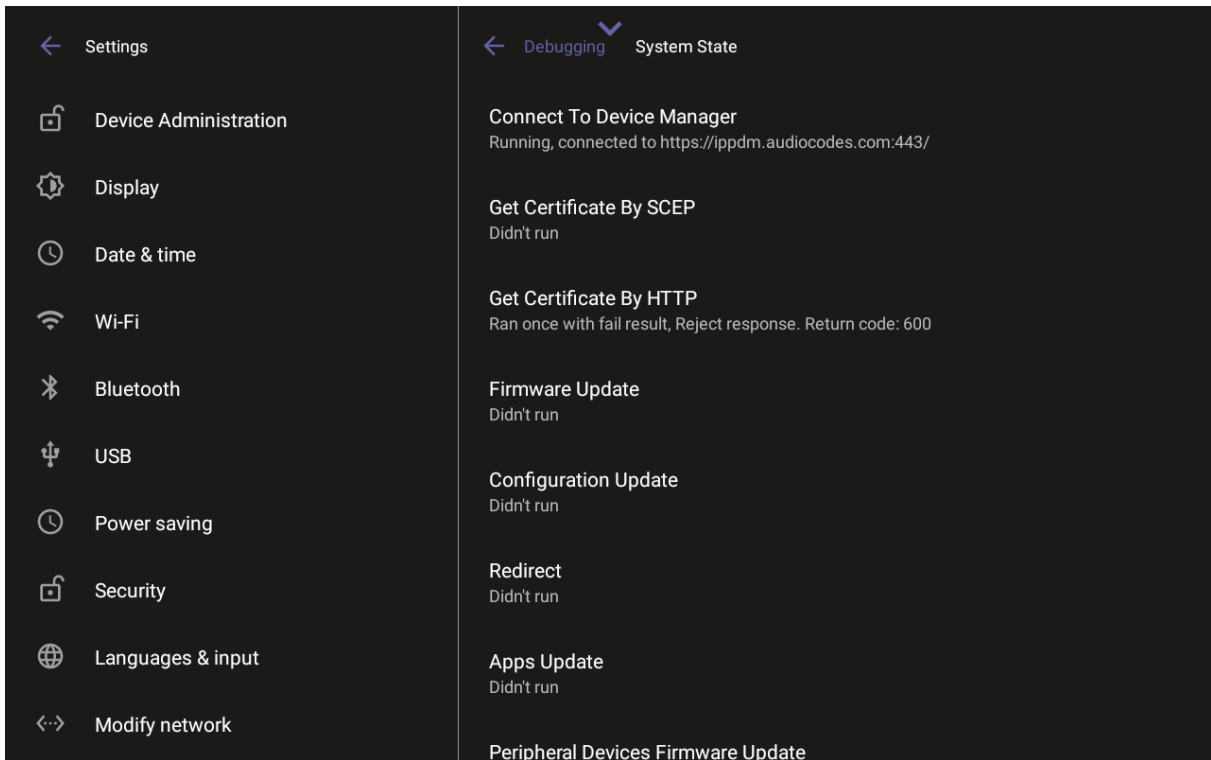 Settings
Device Administration
Display
Date & time
Wi-Fi
Bluetooth
USB
Power saving
Security
Languages & input
Modify network
Debugging System State
Connect To Device Manager
Running, connected to https://ippdm.audiocodes.com:443/
Get Certificate By SCEP
Didn't run
Get Certificate By HTTP
Ran once with fail result, Reject response. Return code: 600
Firmware Update
Didn't run
Configuration Update
Didn't run
Redirect
Didn't run
Apps Update
Didn't run
Peripheral Devices Firmware Update